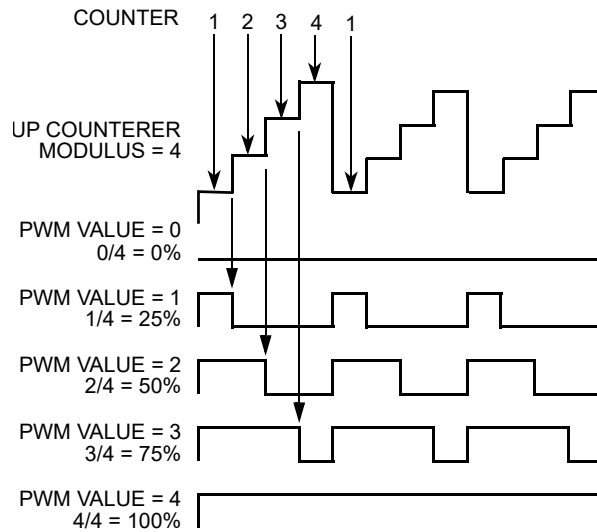 COUNTER 1 2 3 4 1
UP COUNTERER
MODULUS = 4
PWM VALUE = 0
0/4 = 0%
PWM VALUE = 1
1/4 = 25%
PWM VALUE = 2
2/4 = 50%
PWM VALUE = 3
3/4 = 75%
PWM VALUE = 4
4/4 = 100%